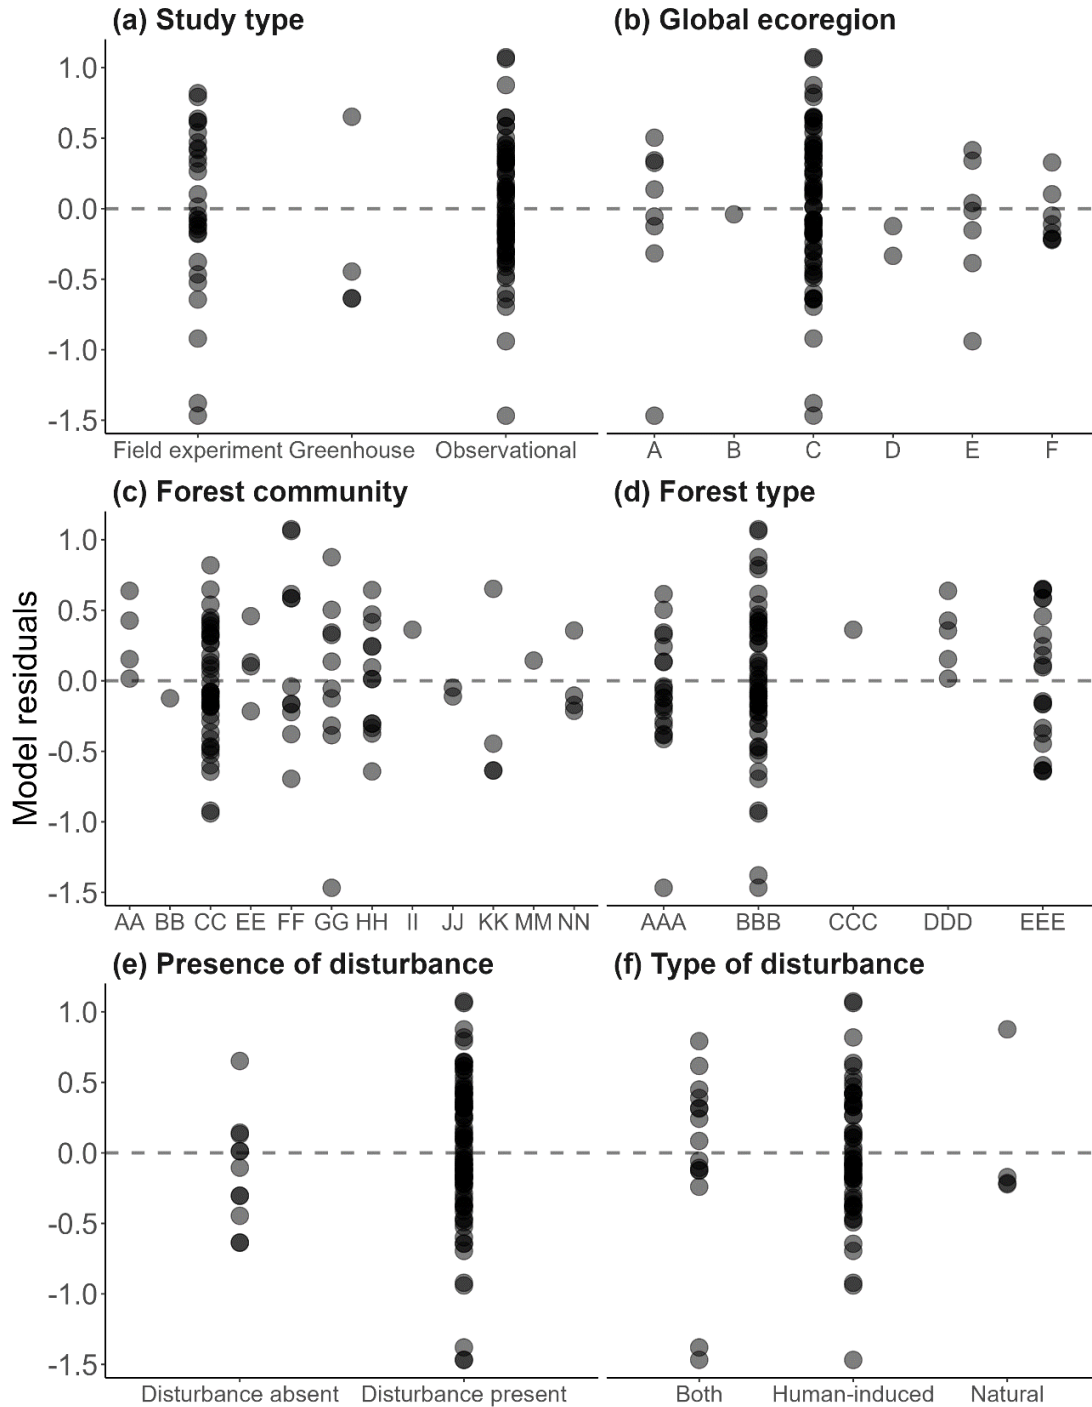 (a) Study type
(b) Global ecoregion
1.0
0.5
0.0
-0.5
-1.0
-1.5
Field experiment Greenhouse Observational
A B C D E F
(c) Forest community
(d) Forest type
Model residuals
1.0
0.5
0.0
-0.5
-1.0
-1.5
AA BB CC EE FF GG HH II JJ KK MM NN
AAA BBB CCC DDD EEE
(e) Presence of disturbance
(f) Type of disturbance
1.0
0.5
0.0
-0.5
-1.0
-1.5
Disturbance absent Disturbance present
Both Human-induced Natural